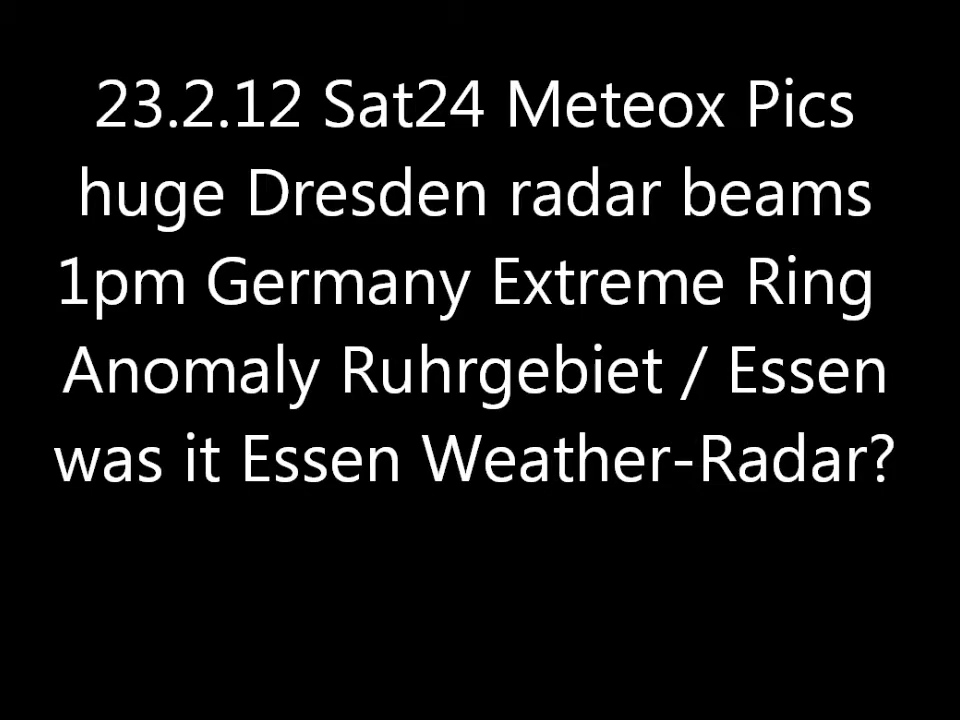 23.2.12 Sat24 Meteox Pics
huge Dresden radar beams
1pm Germany Extreme Ring
Anomaly Ruhrgebiet / Essen
was it Essen Weather-Radar?